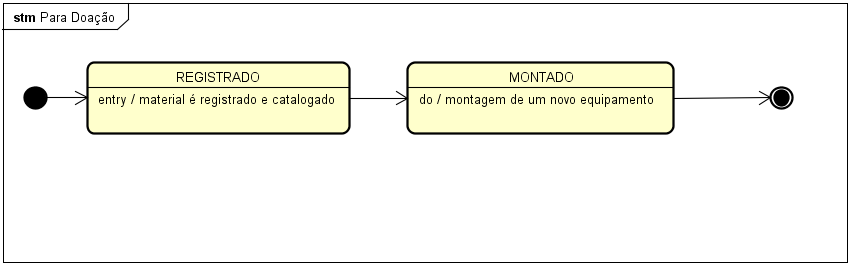 stm Para Doação
REGISTRADO
entry / material é registrado e catalogado
MONTADO
do / montagem de um novo equipamento